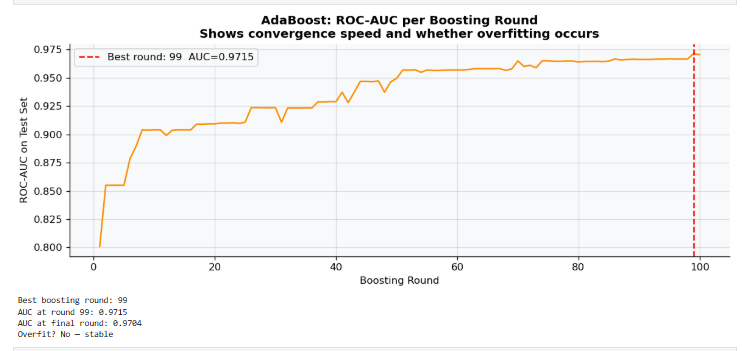 AdaBoost: ROC-AUC per Boosting Round
Shows convergence speed and whether overfitting occurs
Best round: 99  AUC=0.9715
ROC-AUC on Test Set
0.975
0.950
0.925
0.900
0.875
0.850
0.825
0.800
0 20 40 60 80 100
Boosting Round
Best boosting round: 99
AUC at round 99: 0.9715
AUC at final round: 0.9704
Overfit? No — stable